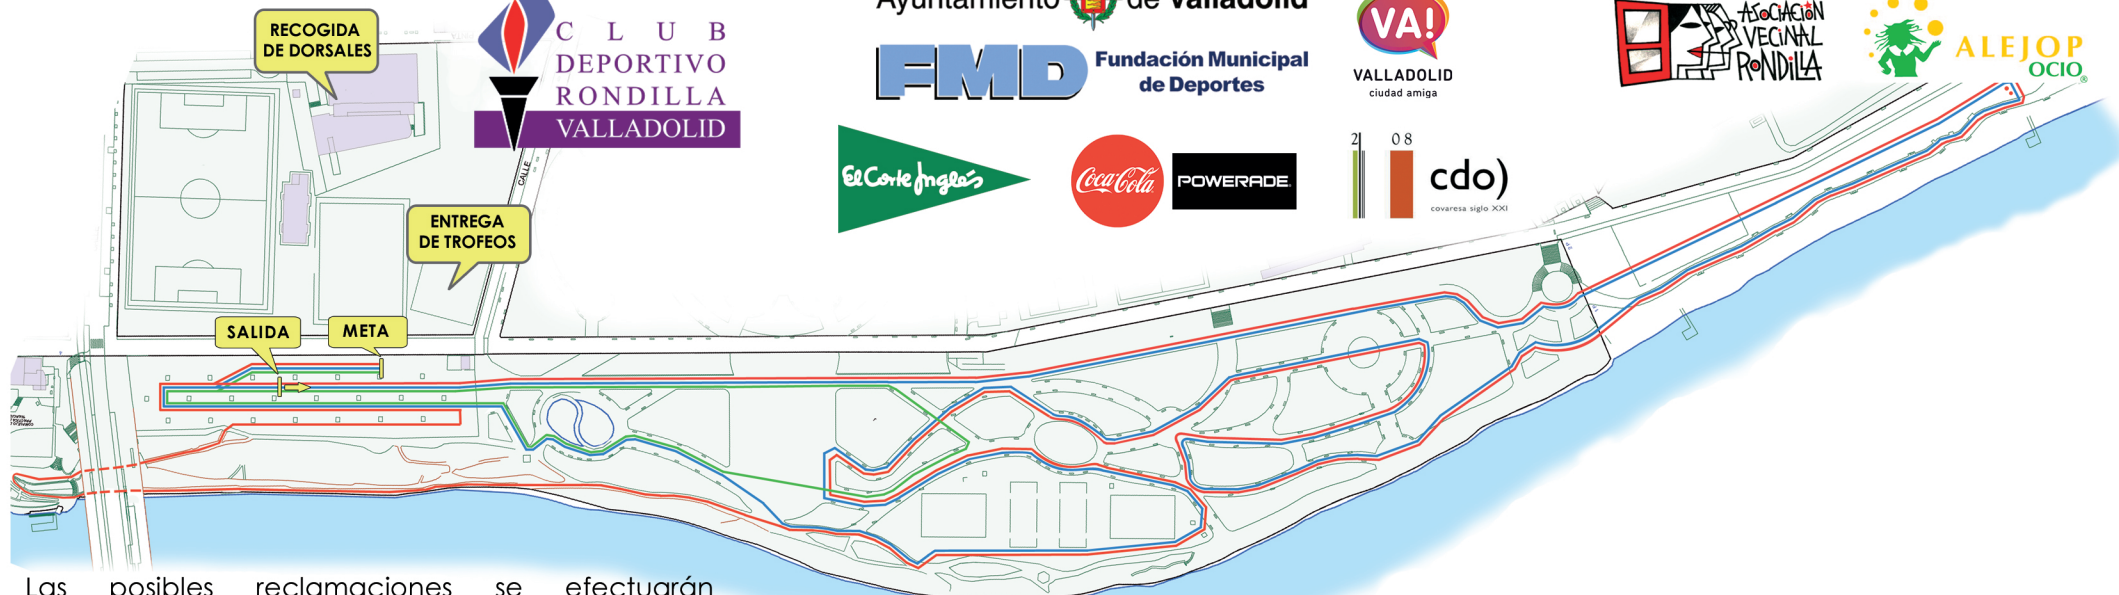 RECOGIDA
DE DORSALES
CLUB
DEPORTIVO
RONDILLA
VALLADOLID
Ayuntamiento de Valladolid
FMD Fundación Municipal
de Deportes
VA!
VALLADOLID
ciudad amiga
ASOCIACIÓN
VECINAL
RONDILLA
ALEJOP
OCIO
El Corte Inglés
Coca-Cola
POWERADE
2 08
cdo)
covaresa siglo XXI
CALLE
ENTREGA
DE TROFEOS
SALIDA
META
Las posibles reclamaciones se efectuarán